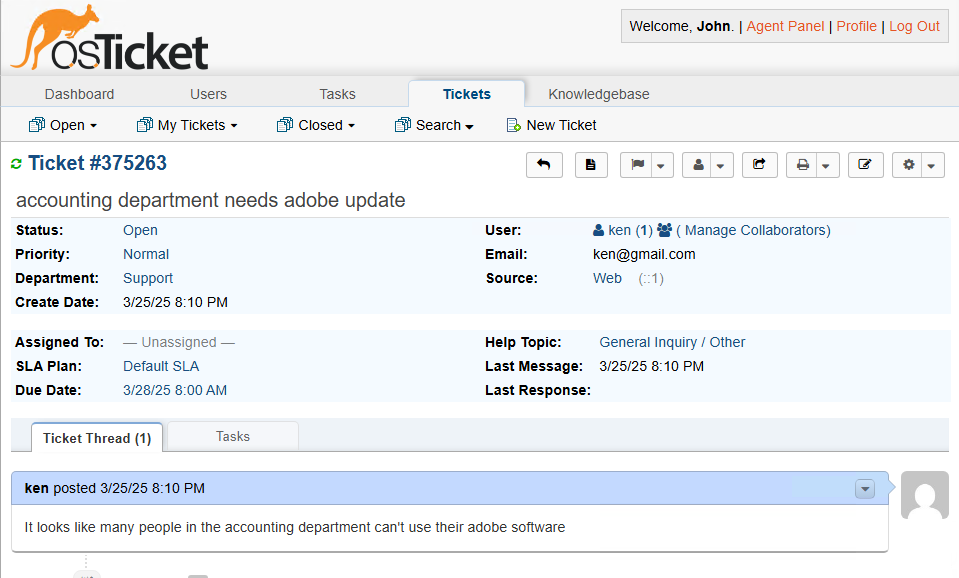 osTicket
Welcome, John. | Agent Panel | Profile | Log Out
Dashboard Users Tasks Tickets Knowledgebase
Open My Tickets Closed Search New Ticket
Ticket #375263
accounting department needs adobe update
Status: Open
Priority: Normal
Department: Support
Create Date: 3/25/25 8:10 PM
User: ken (1) ( Manage Collaborators)
Email: ken@gmail.com
Source: Web (::1)
Assigned To: — Unassigned —
SLA Plan: Default SLA
Due Date: 3/28/25 8:00 AM
Help Topic: General Inquiry / Other
Last Message: 3/25/25 8:10 PM
Last Response:
Ticket Thread (1) Tasks
ken posted 3/25/25 8:10 PM
It looks like many people in the accounting department can't use their adobe software